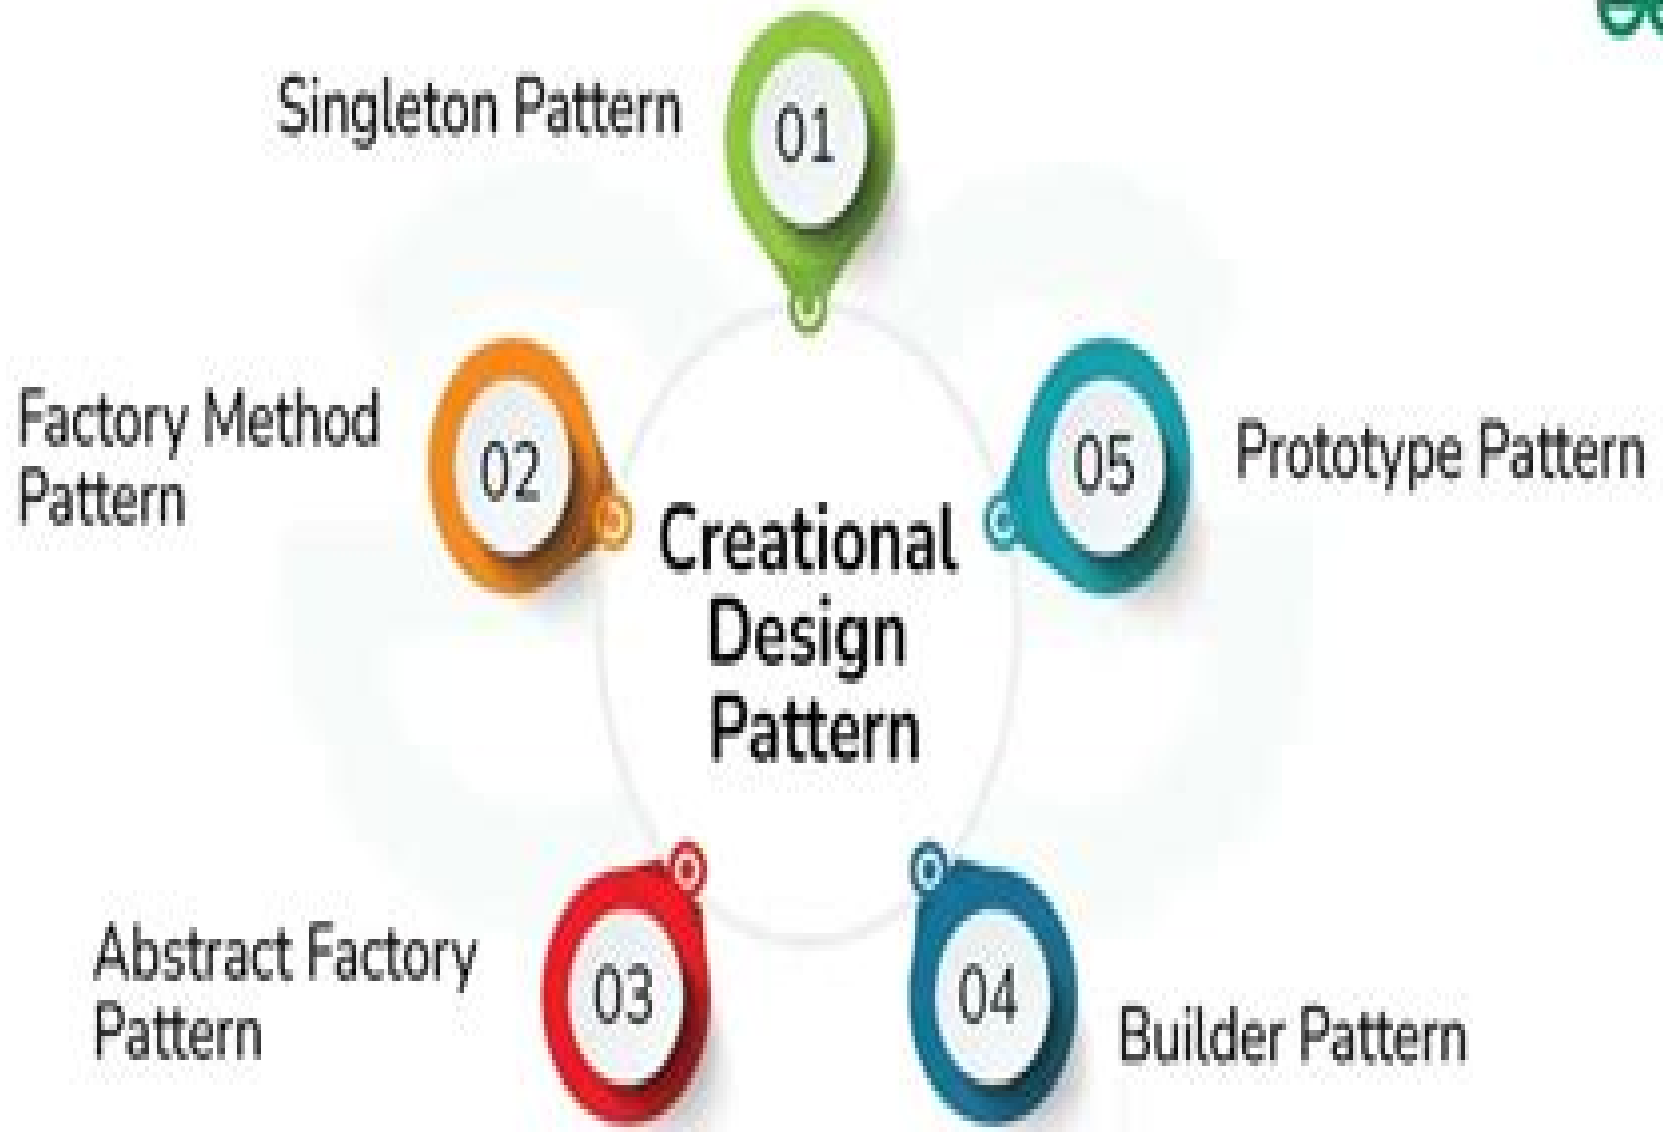 Singleton Pattern
01
Factory Method
Pattern
02
05
Prototype Pattern
Creational
Design
Pattern
Abstract Factory
Pattern
03
04
Builder Pattern